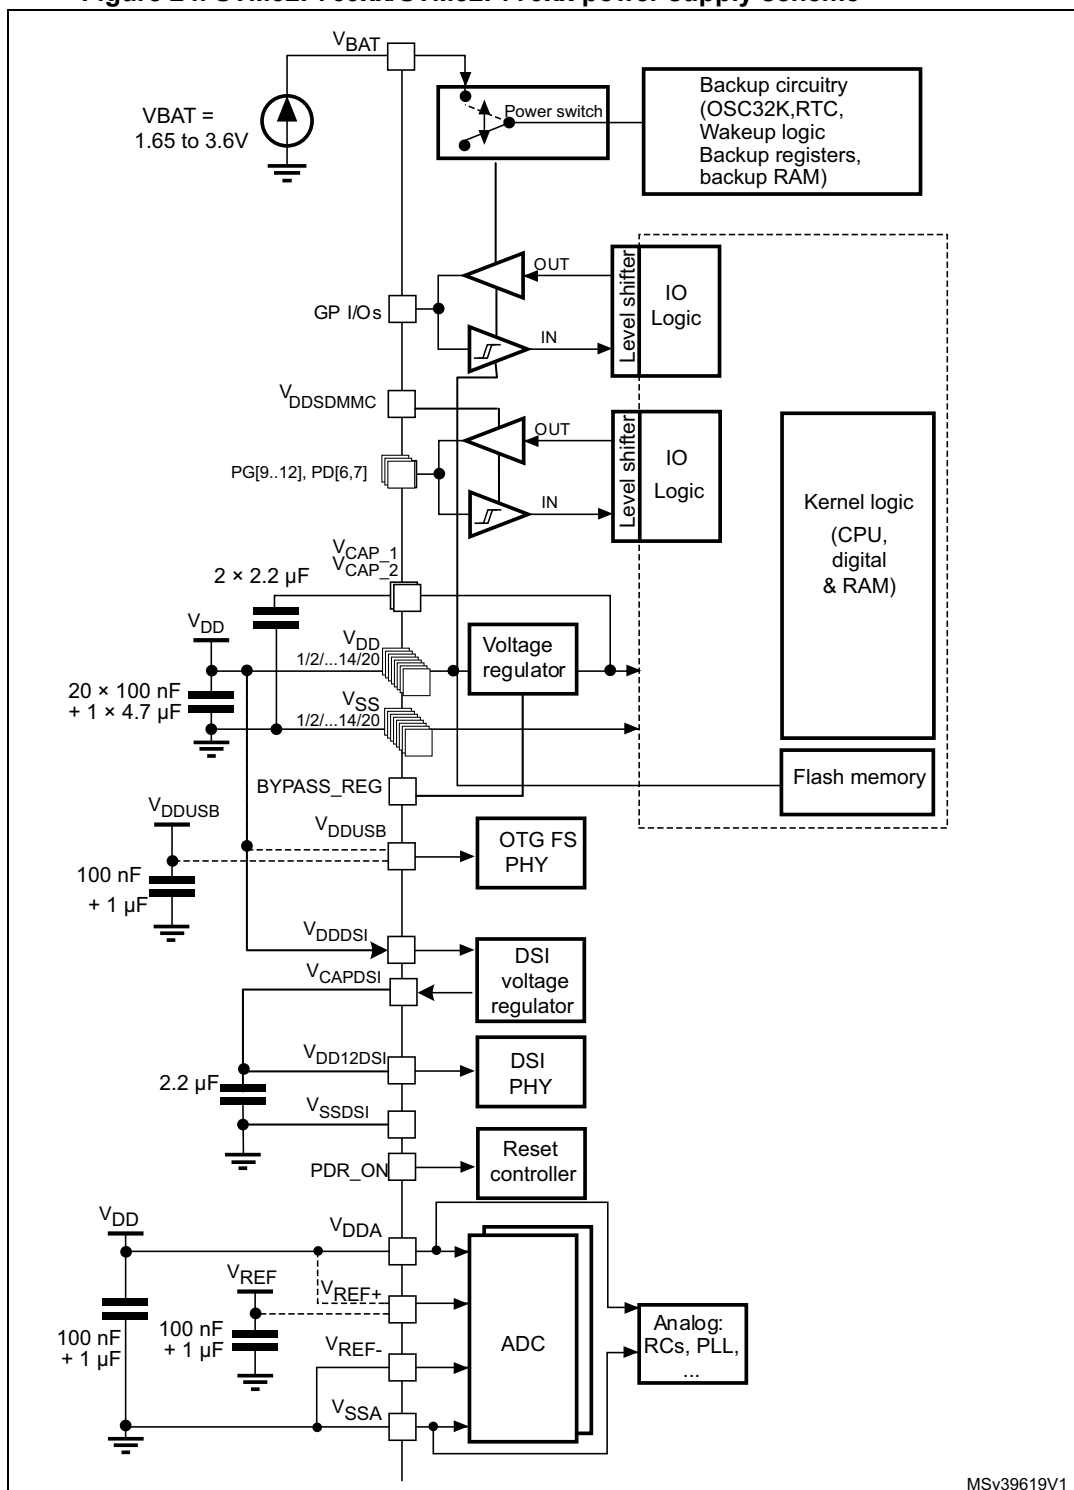 VBAT
VBAT =
1.65 to 3.6V
Power switch
Backup circuitry
(OSC32K,RTC,
Wakeup logic
Backup registers,
backup RAM)
OUT
GP I/Os
IN
Level shifter
IO
Logic
VDDSDMMC
OUT
PG[9..12], PD[6,7]
IN
Level shifter
IO
Logic
Kernel logic
(CPU,
digital
& RAM)
VCAP_1
VCAP_2
2 × 2.2 µF
VDD
VDD
1/2/...14/20
Voltage
regulator
20 × 100 nF
+ 1 × 4.7 µF
VSS
1/2/...14/20
BYPASS_REG
Flash memory
VDDUSB
VDDUSB
OTG FS
PHY
100 nF
+ 1 µF
VDDDSI
DSI
voltage
regulator
VCAPDSI
VDD12DSI
DSI
PHY
2.2 µF
VSSDSI
PDR_ON
Reset
controller
VDD
VDDA
VREF
VREF+
100 nF
+ 1 µF
100 nF
+ 1 µF
VREF-
ADC
Analog:
RCs, PLL,
...
VSSA
MSv39619V1